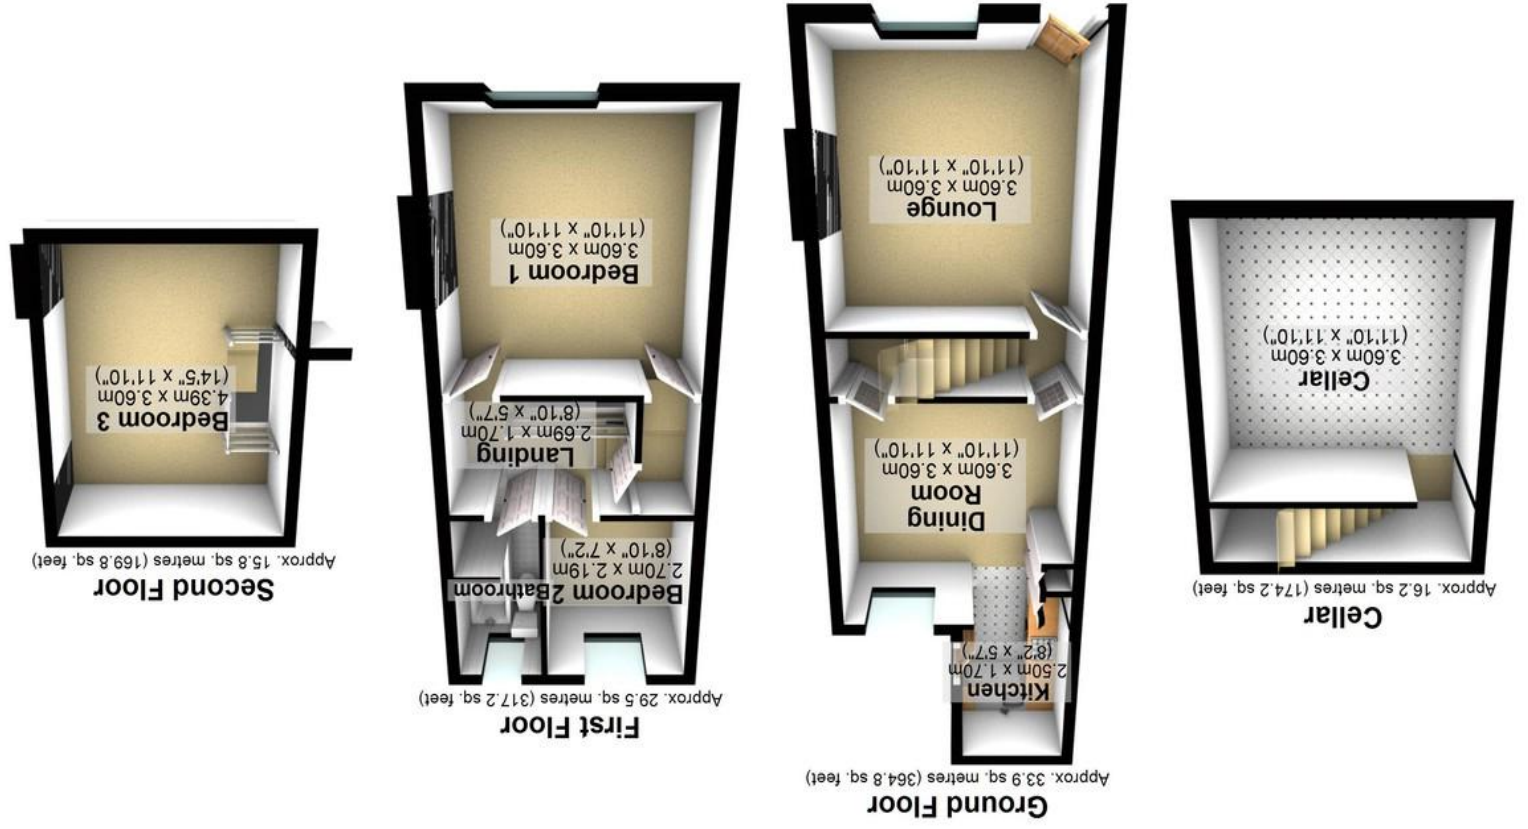 Cellar
Approx. 16.2 sq. metres (174.2 sq. feet)
Cellar
3.60m x 3.60m
(11'10" x 11'10")
Ground Floor
Approx. 33.9 sq. metres (364.8 sq. feet)
Kitchen
2.50m x 1.70m
(8'2" x 5'7")
Dining
Room
3.60m x 3.60m
(11'10" x 11'10")
Lounge
3.60m x 3.60m
(11'10" x 11'10")
First Floor
Approx. 29.5 sq. metres (317.2 sq. feet)
Bedroom 2
2.70m x 2.19m
(8'10" x 7'2")
Bathroom
Landing
2.69m x 1.70m
(8'10" x 5'7")
Bedroom 1
3.60m x 3.60m
(11'10" x 11'10")
Second Floor
Approx. 15.8 sq. metres (169.8 sq. feet)
Bedroom 3
4.39m x 3.60m
(14'5" x 11'10")